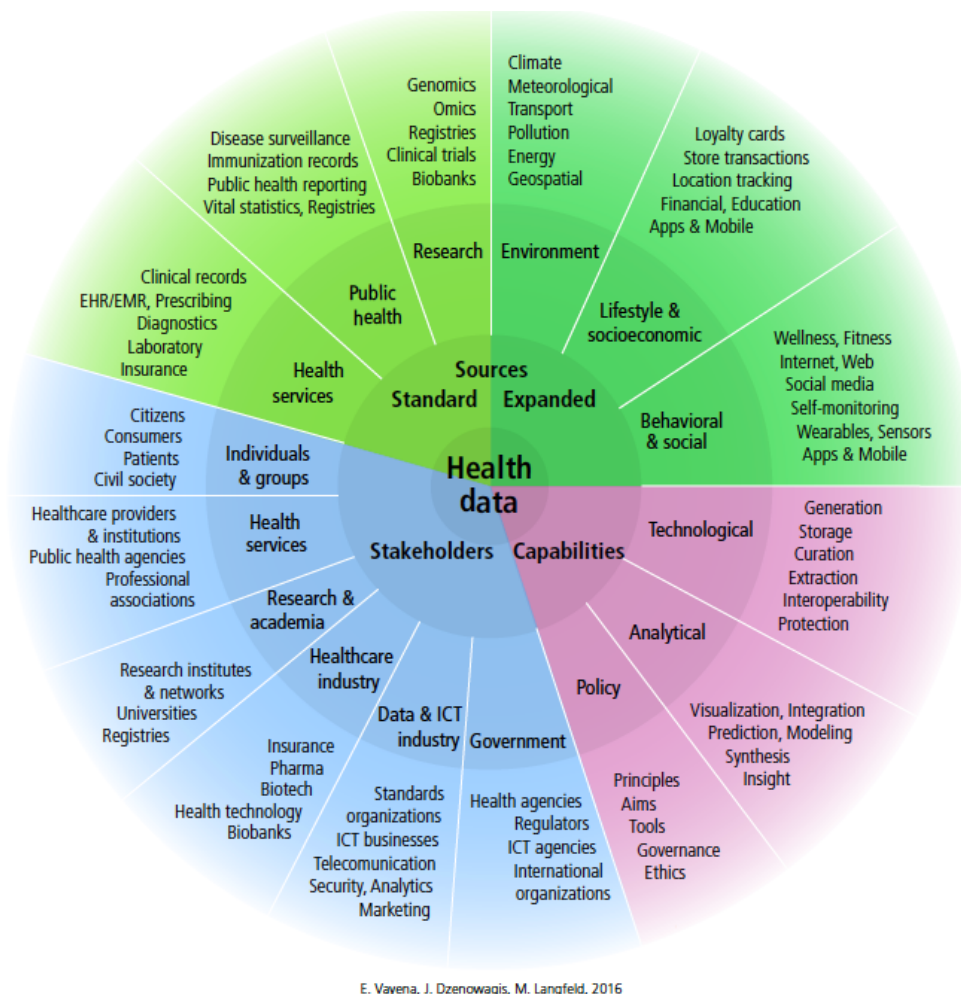 Health
data
Sources
Standard
Expanded
Stakeholders
Capabilities
Research
Genomics
Omics
Registries
Clinical trials
Biobanks
Public
health
Disease surveillance
Immunization records
Public health reporting
Vital statistics, Registries
Health
services
Clinical records
EHR/EMR, Prescribing
Diagnostics
Laboratory
Insurance
Environment
Climate
Meteorological
Transport
Pollution
Energy
Geospatial
Lifestyle &
socioeconomic
Loyalty cards
Store transactions
Location tracking
Financial, Education
Apps & Mobile
Behavioral
& social
Wellness, Fitness
Internet, Web
Social media
Self-monitoring
Wearables, Sensors
Apps & Mobile
Technological
Generation
Storage
Curation
Extraction
Interoperability
Protection
Analytical
Visualization, Integration
Prediction, Modeling
Synthesis
Insight
Policy
Principles
Aims
Tools
Governance
Ethics
Government
Health agencies
Regulators
ICT agencies
International
organizations
Data & ICT
industry
Standards
organizations
ICT businesses
Telecommunication
Security, Analytics
Marketing
Healthcare
industry
Insurance
Pharma
Biotech
Health technology
Biobanks
Research &
academia
Research institutes
& networks
Universities
Registries
Health
services
Healthcare providers
& institutions
Public health agencies
Professional
associations
Individuals
& groups
Citizens
Consumers
Patients
Civil society
E. Vayena, J. Dzenowagis, M. Langfeld, 2016